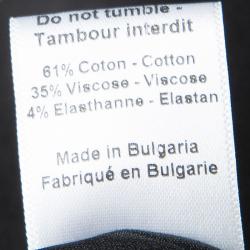 Do not tumble -
Tambour interdit
61% Coton - Cotton
35% Viscose - Viscose
4% Elasthanne - Elastan
Made in Bulgaria
Fabriqué en Bulgarie